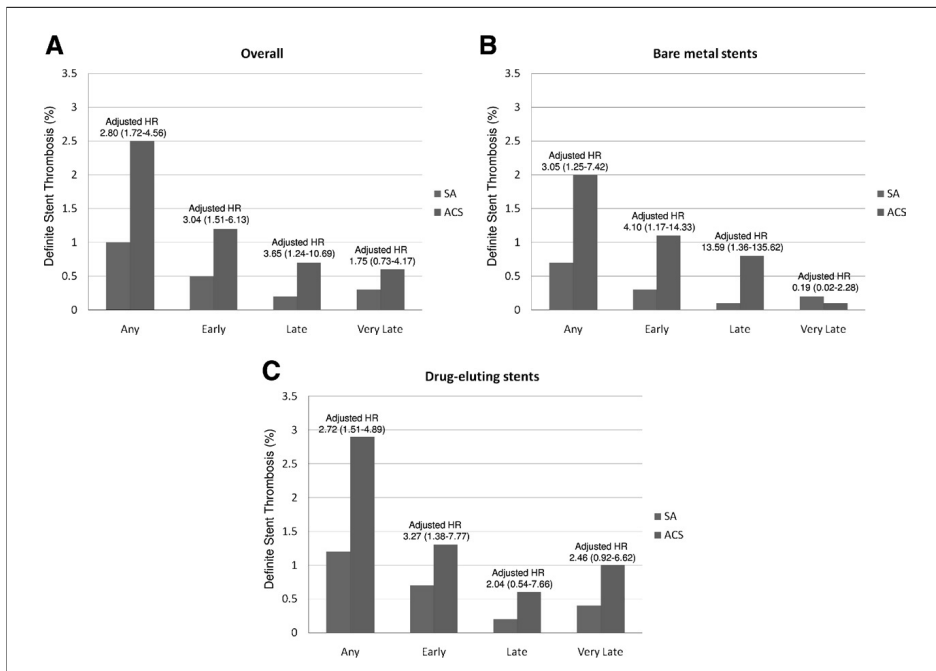 A
Overall
Definite Stent Thrombosis (%)
3.5
3
2.5
2
1.5
1
0.5
0
Adjusted HR
2.80 (1.72-4.56)
Adjusted HR
3.04 (1.51-6.13)
Adjusted HR
3.65 (1.24-10.69)
Adjusted HR
1.75 (0.73-4.17)
SA
ACS
Any Early Late Very Late
B
Bare metal stents
Definite Stent Thrombosis (%)
3.5
3
2.5
2
1.5
1
0.5
0
Adjusted HR
3.05 (1.25-7.42)
Adjusted HR
4.10 (1.17-14.33)
Adjusted HR
13.59 (1.36-135.62)
Adjusted HR
0.19 (0.02-2.28)
SA
ACS
Any Early Late Very Late
C
Drug-eluting stents
Definite Stent Thrombosis (%)
3.5
3
2.5
2
1.5
1
0.5
0
Adjusted HR
2.72 (1.51-4.89)
Adjusted HR
3.27 (1.38-7.77)
Adjusted HR
2.04 (0.54-7.66)
Adjusted HR
2.46 (0.92-6.62)
SA
ACS
Any Early Late Very Late